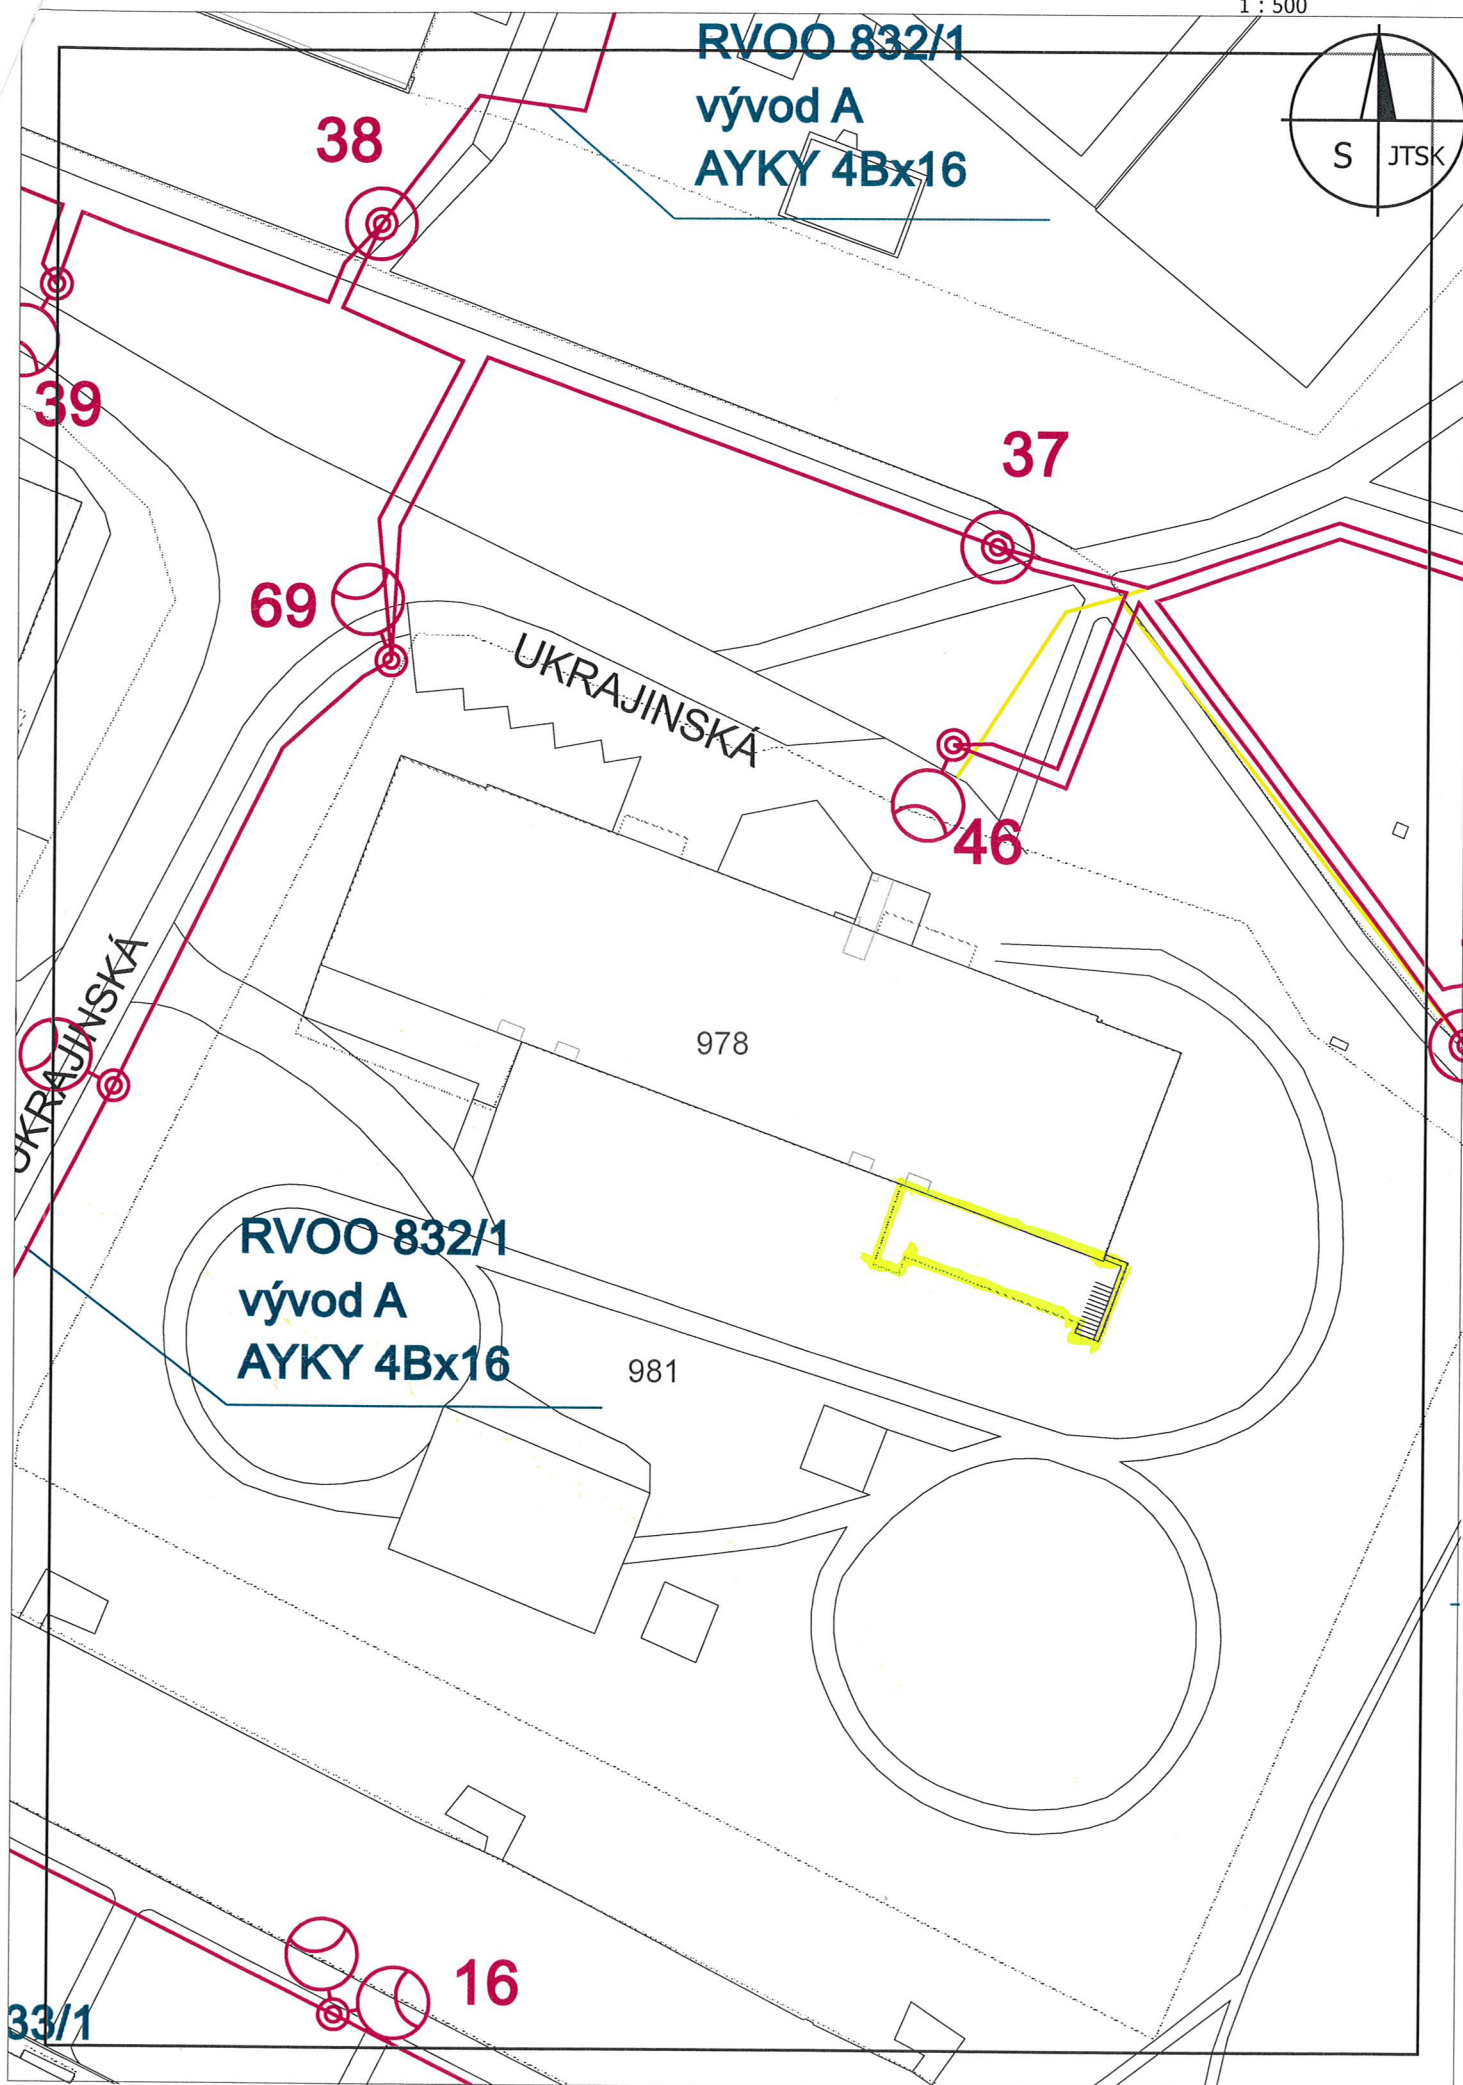 1 : 500
RVOO 832/1
vývod A
AYKY 4Bx16
S JTSK
38
39
37
69
UKRAJINSKÁ
46
UKRAJINSKÁ
978
RVOO 832/1
vývod A
AYKY 4Bx16
981
16
33/1